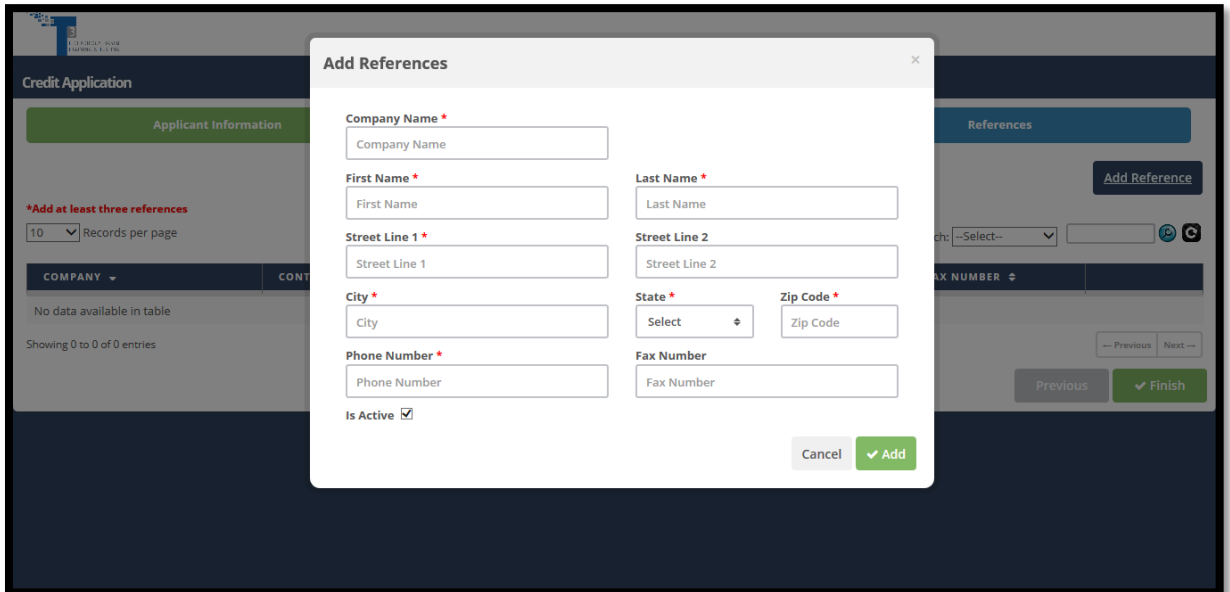 Add References
×
Credit Application
Applicant Information
References
Company Name *
Company Name
First Name *
Last Name *
First Name
Last Name
Add Reference
*Add at least three references
10 Records per page
Street Line 1 *
Street Line 2
Street Line 1
Street Line 2
ch: --Select--
COMPANY
CONT
AX NUMBER
City *
State *
Zip Code *
City
Select
Zip Code
No data available in table
Showing 0 to 0 of 0 entries
Phone Number *
Fax Number
Phone Number
Fax Number
← Previous
Next →
Previous
Finish
Is Active
Cancel
Add